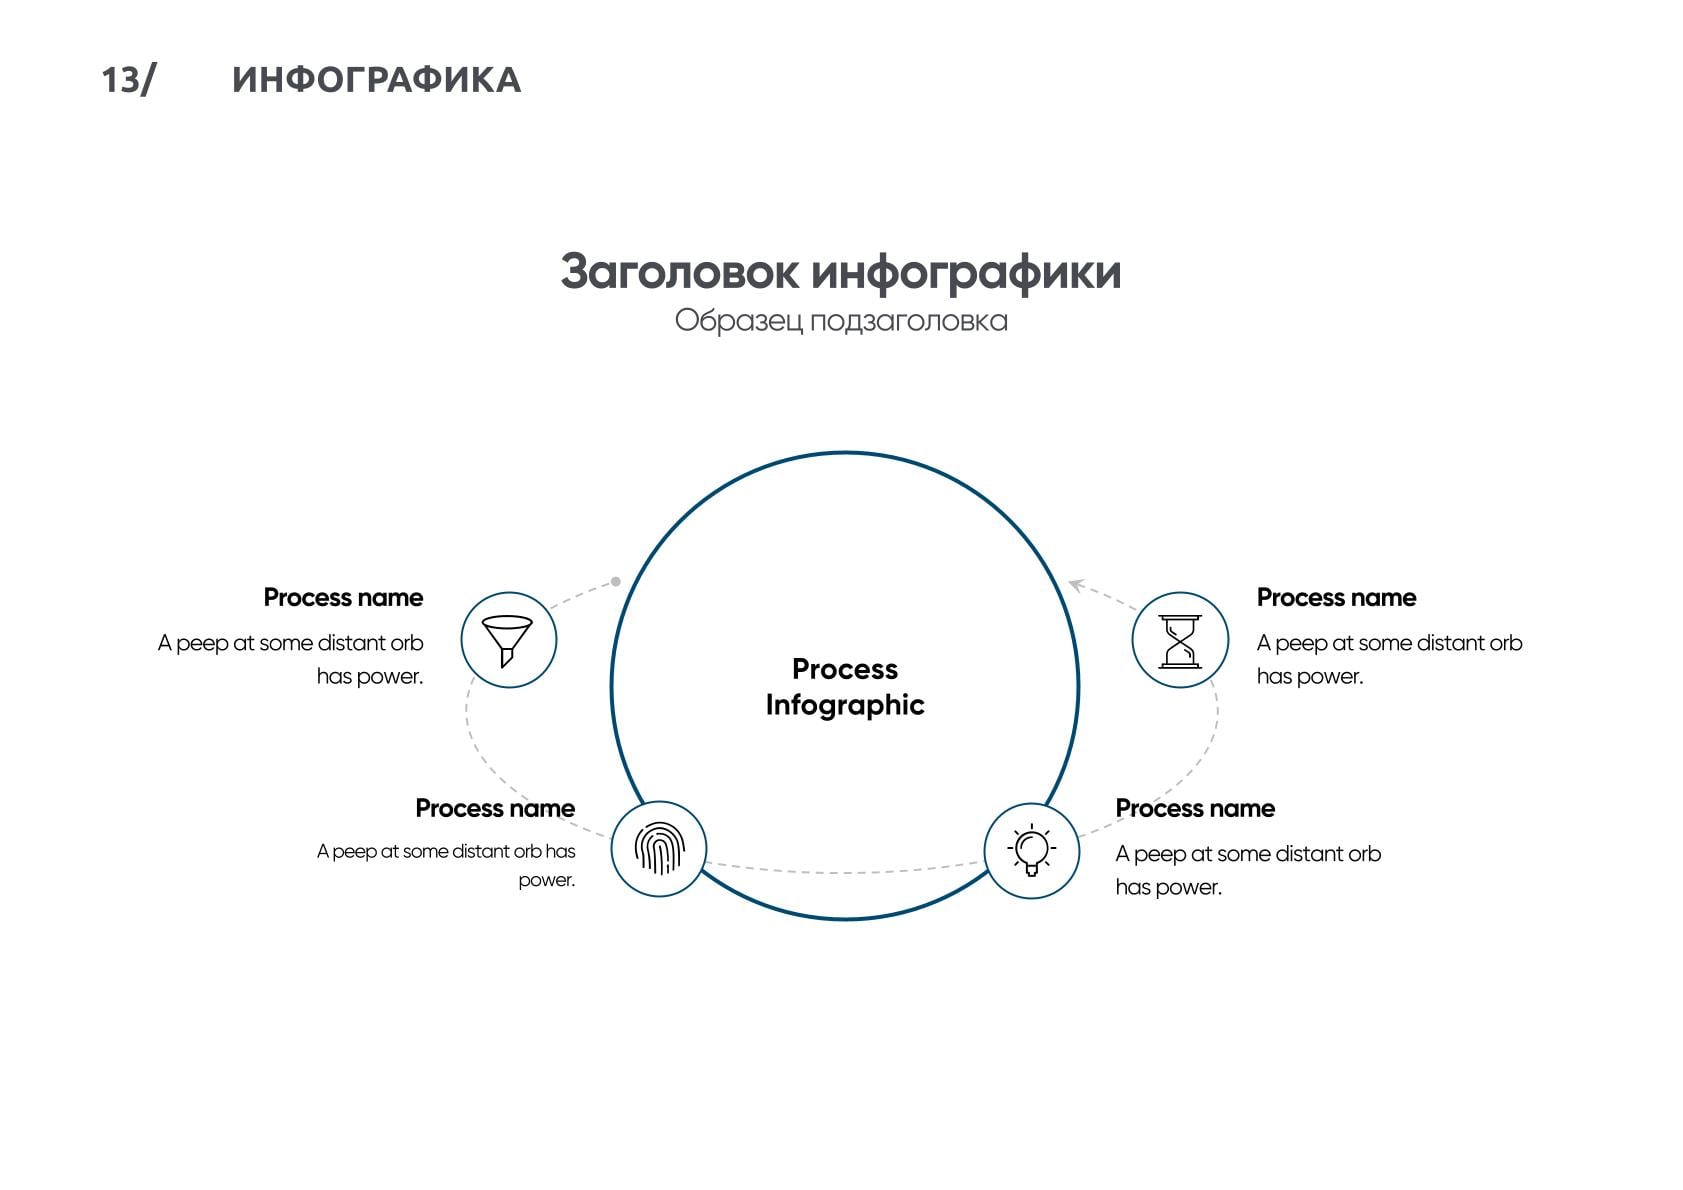 13/ ИНФОГРАФИКА
Заголовок инфографики
Образец подзаголовка
Process name
A peep at some distant orb
has power.
Process
Infographic
Process name
A peep at some distant orb
has power.
Process name
A peep at some distant orb has
power.
Process name
A peep at some distant orb
has power.